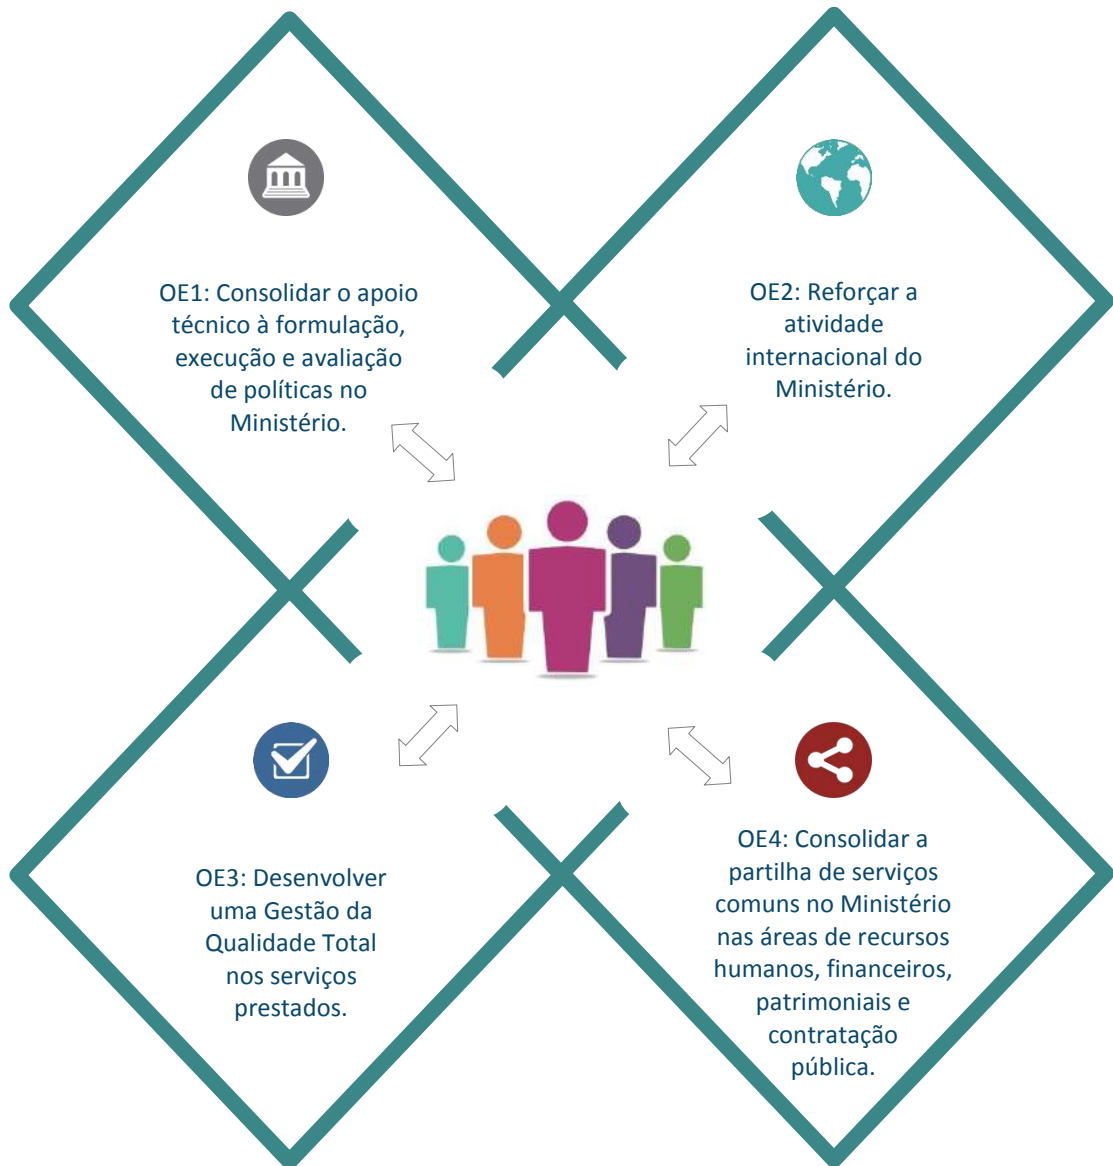 OE1: Consolidar o apoio
técnico à formulação,
execução e avaliação
de políticas no
Ministério.
OE2: Reforçar a
atividade
internacional do
Ministério.
OE3: Desenvolver
uma Gestão da
Qualidade Total
nos serviços
prestados.
OE4: Consolidar a
partilha de serviços
comuns no Ministério
nas áreas de recursos
humanos, financeiros,
patrimoniais e
contratação
pública.